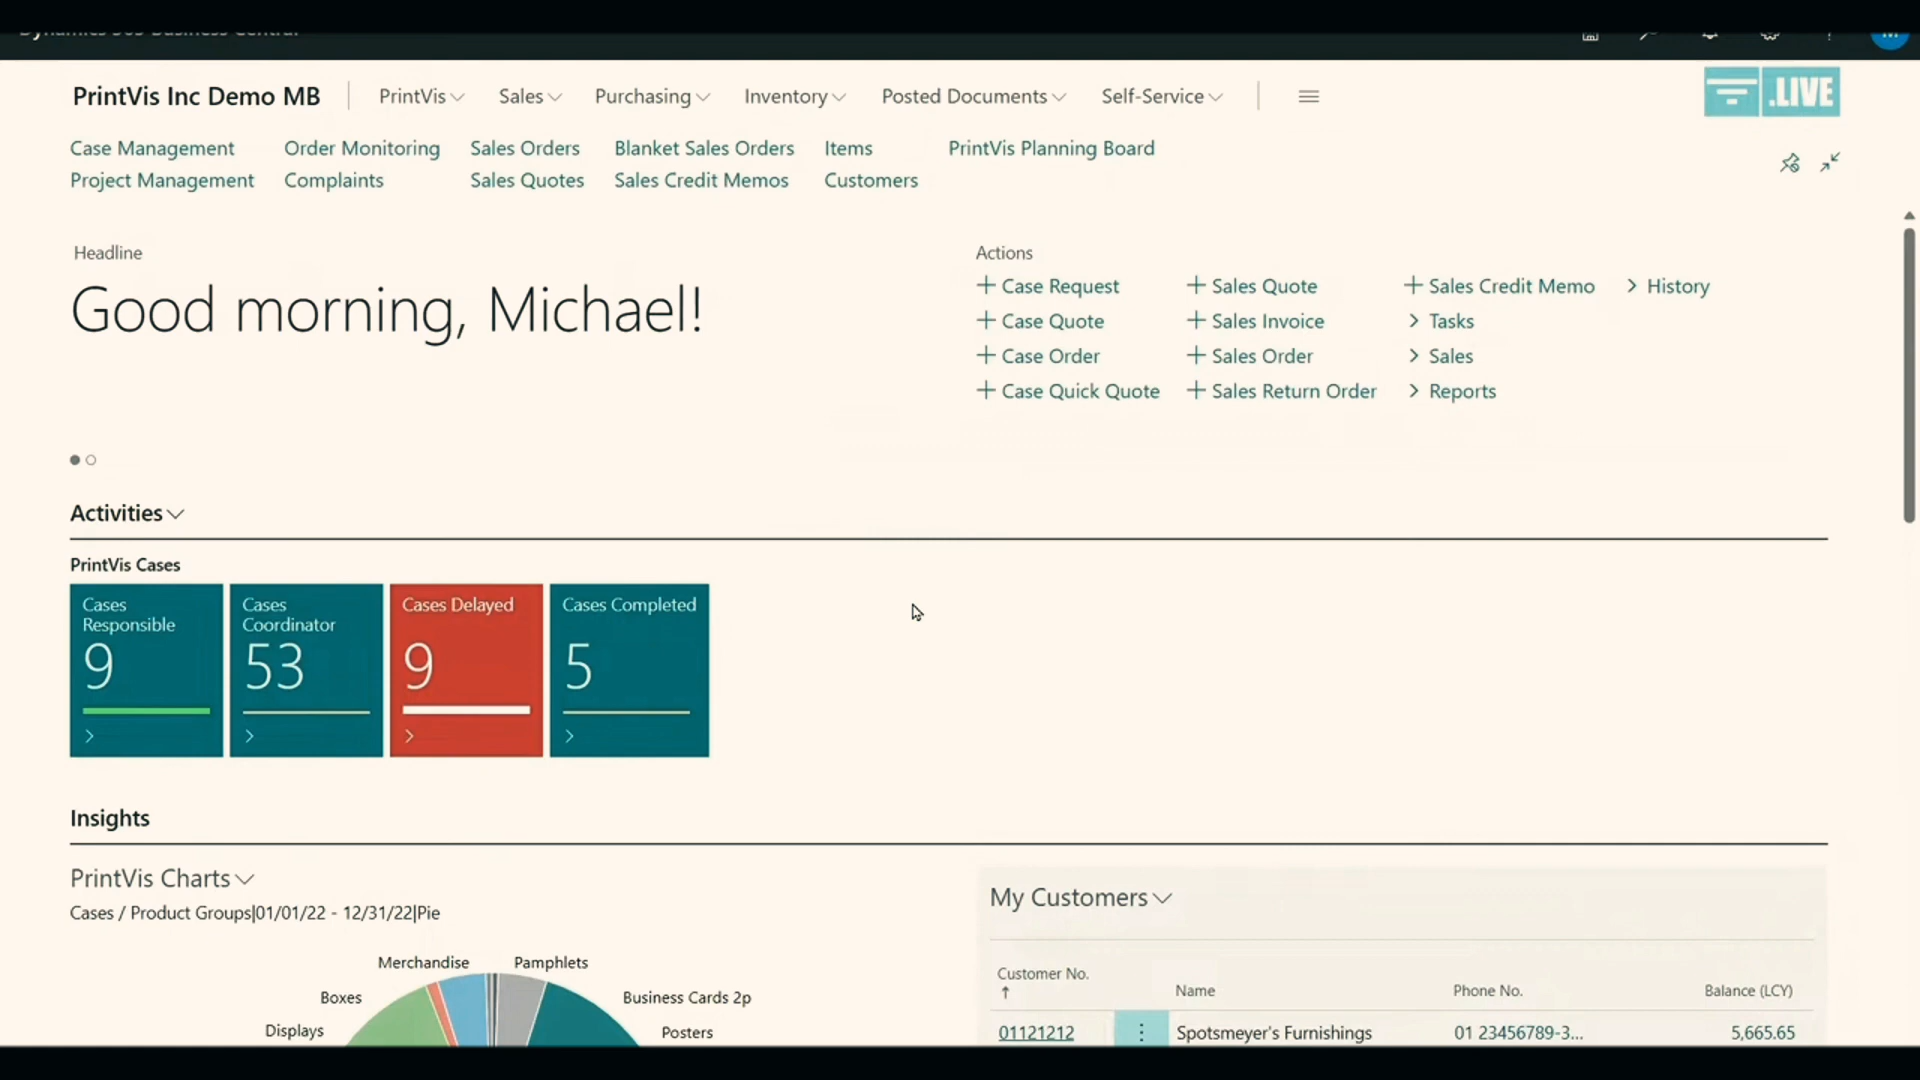 Dynamics 365 Business Central
PrintVis Inc Demo MB
PrintVis
Sales
Purchasing
Inventory
Posted Documents
Self-Service
.LIVE
Case Management
Order Monitoring
Sales Orders
Blanket Sales Orders
Items
PrintVis Planning Board
Project Management
Complaints
Sales Quotes
Sales Credit Memos
Customers
Headline
Good morning, Michael!
Actions
Case Request
Sales Quote
Sales Credit Memo
History
Case Quote
Sales Invoice
Tasks
Case Order
Sales Order
Sales
Case Quick Quote
Sales Return Order
Reports
Activities
PrintVis Cases
Cases
Responsible
9
Cases
Coordinator
53
Cases Delayed
9
Cases Completed
5
Insights
PrintVis Charts
Cases / Product Groups|01/01/22 - 12/31/22|Pie
Merchandise
Pamphlets
Boxes
Business Cards 2p
Displays
Posters
My Customers
Customer No.
Name
Phone No.
Balance (LCY)
01121212
Spotsmeyer's Furnishings
01 23456789-3...
5,665.65